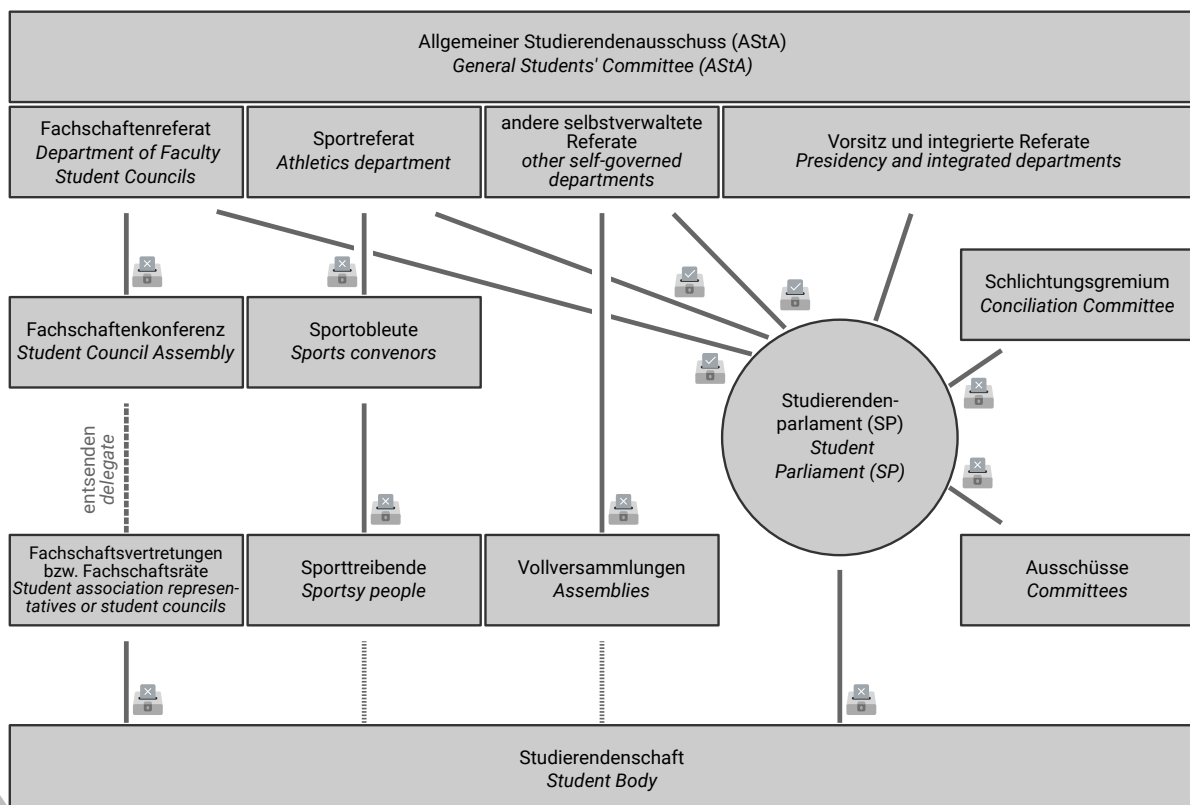 Allgemeiner Studierendenausschuss (AStA)
General Students' Committee (AStA)
Fachschaftenreferat
Department of Faculty
Student Councils
Sportreferat
Athletics department
andere selbstverwaltete
Referate
other self-governed
departments
Vorsitz und integrierte Referate
Presidency and integrated departments
Schlichtungsgremium
Conciliation Committee
Fachschaftenkonferenz
Student Council Assembly
Sportobleute
Sports convenors
Studierenden-
parlament (SP)
Student
Parliament (SP)
entsenden
delegate
Fachschaftsvertretungen
bzw. Fachschaftsräte
Student association represen-
tatives or student councils
Sporttreibende
Sportsy people
Vollversammlungen
Assemblies
Ausschüsse
Committees
Studierendenschaft
Student Body